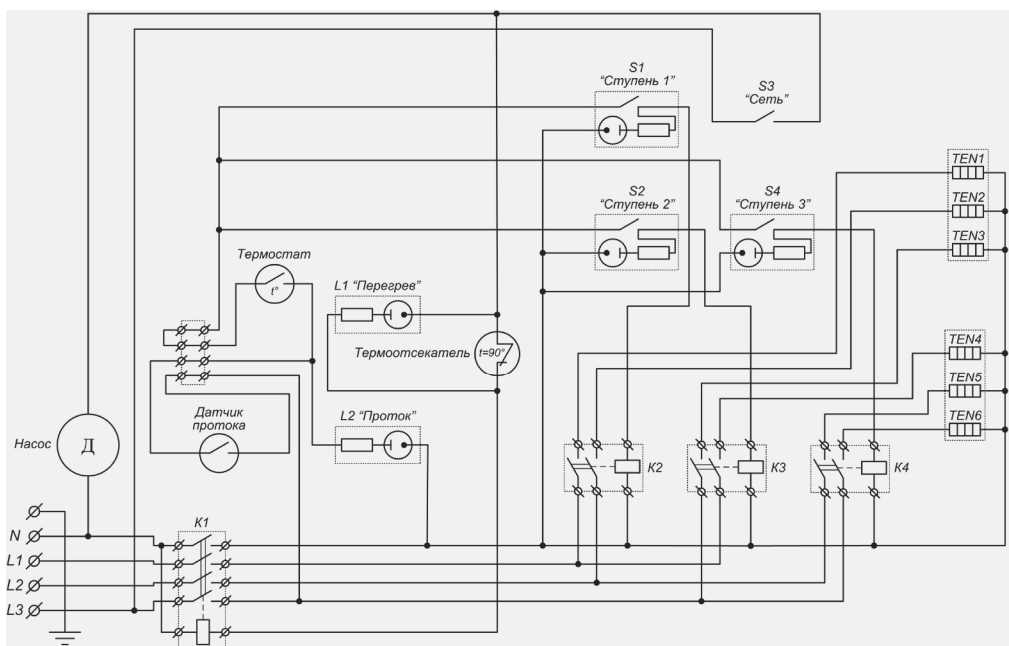 S1
“Ступень 1”
S3
“Сеть”
TEN1
TEN2
TEN3
S2
“Ступень 2”
S4
“Ступень 3”
Термостат
t°
L1 “Перегрев”
Термоотсекатель
t=90°
TEN4
TEN5
TEN6
Датчик
протока
L2 “Проток”
Насос
Д
K2
K3
K4
K1
N
L1
L2
L3